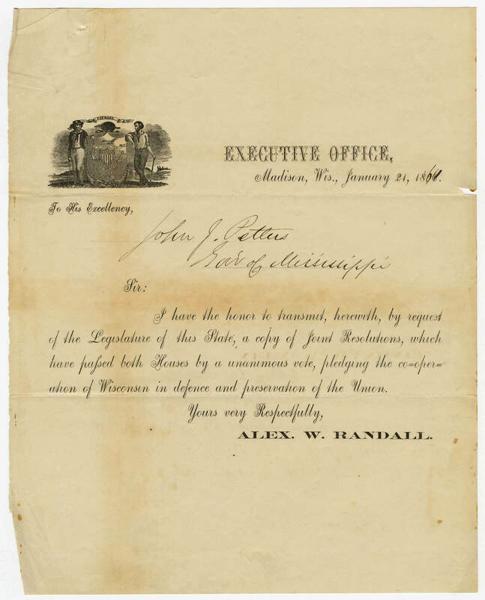 EXECUTIVE OFFICE,
Madison, Wis., January 21, 1861.
To His Excellency,
John J. Pettus
Gov of Mississippi
Sir:
I have the honor to transmit, herewith, by request
of the Legislature of this State, a copy of Joint Resolutions, which
have passed both Houses by a unanimous vote, pledging the co-oper-
ation of Wisconsin in defence and preservation of the Union.
Yours very Respectfully,
ALEX. W. RANDALL.